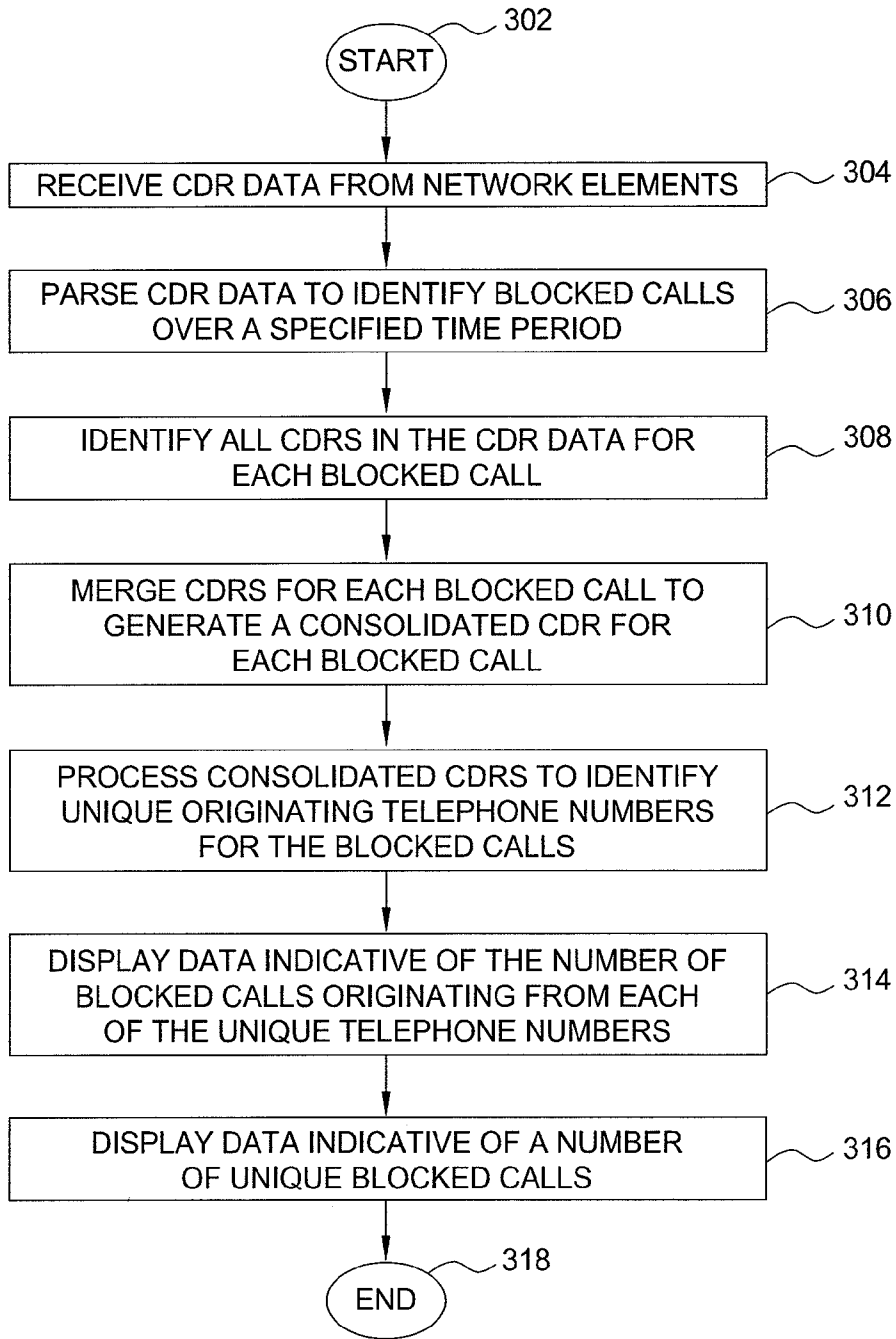 302
START
RECEIVE CDR DATA FROM NETWORK ELEMENTS
304
PARSE CDR DATA TO IDENTIFY BLOCKED CALLS
OVER A SPECIFIED TIME PERIOD
306
IDENTIFY ALL CDRS IN THE CDR DATA FOR
EACH BLOCKED CALL
308
MERGE CDRS FOR EACH BLOCKED CALL TO
GENERATE A CONSOLIDATED CDR FOR
EACH BLOCKED CALL
310
PROCESS CONSOLIDATED CDRS TO IDENTIFY
UNIQUE ORIGINATING TELEPHONE NUMBERS
FOR THE BLOCKED CALLS
312
DISPLAY DATA INDICATIVE OF THE NUMBER OF
BLOCKED CALLS ORIGINATING FROM EACH
OF THE UNIQUE TELEPHONE NUMBERS
314
DISPLAY DATA INDICATIVE OF A NUMBER
OF UNIQUE BLOCKED CALLS
316
318
END